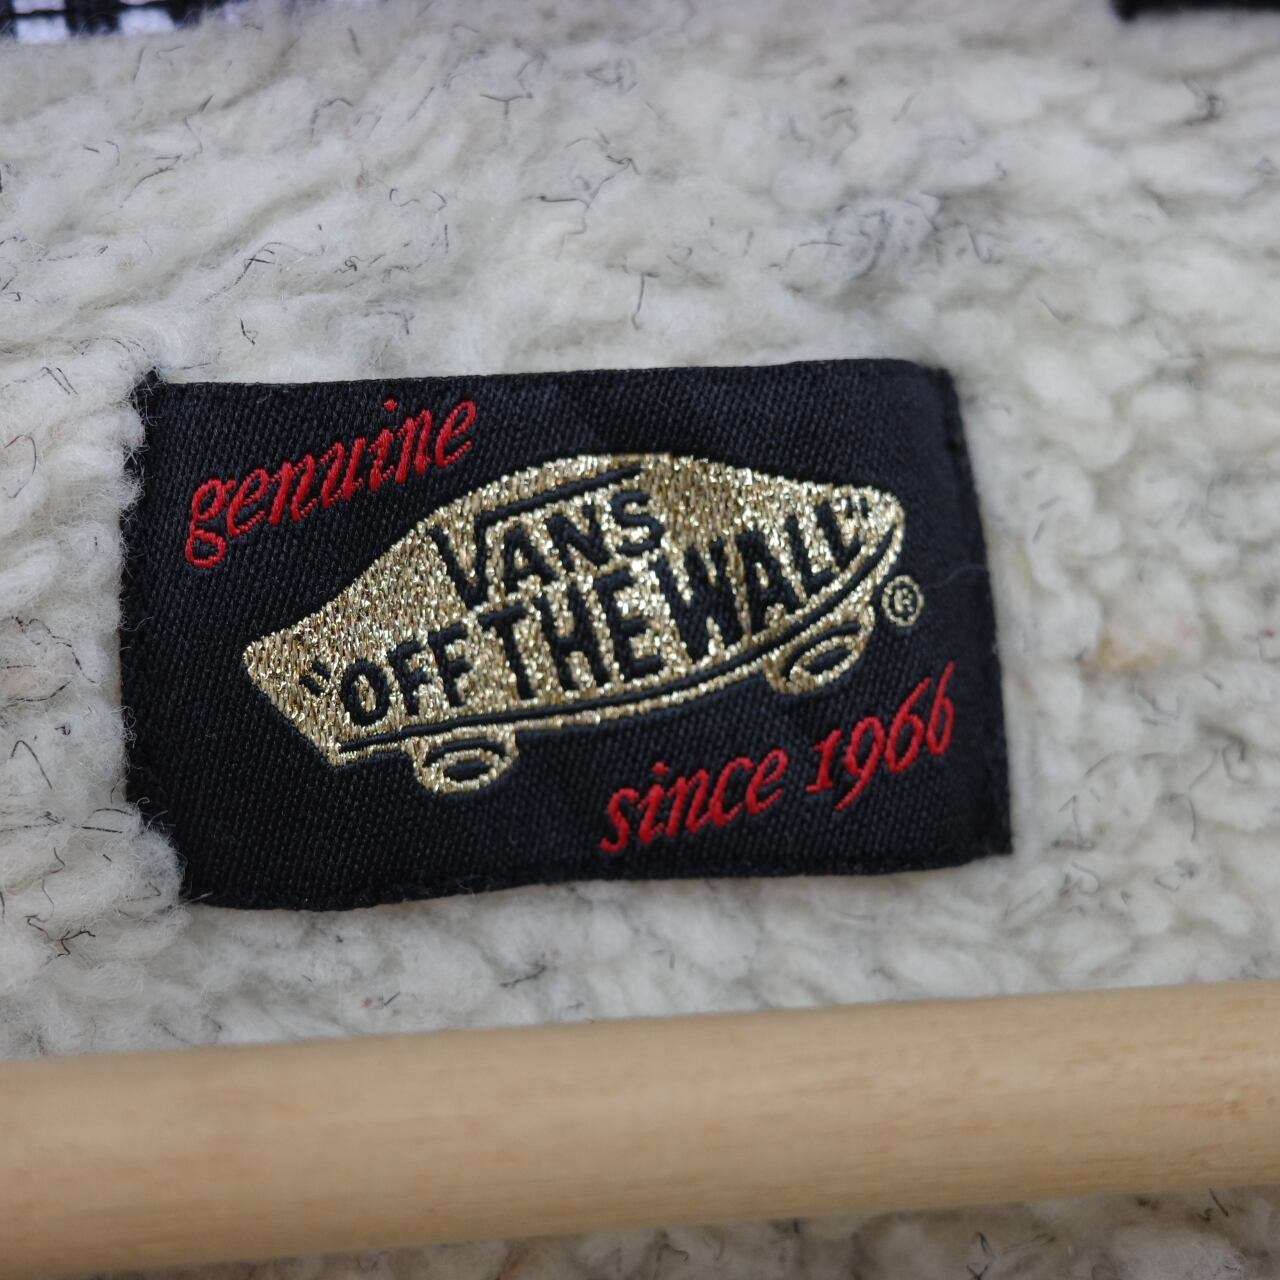 genuine
VANS
"OFF THE WALL"
®
since 1966